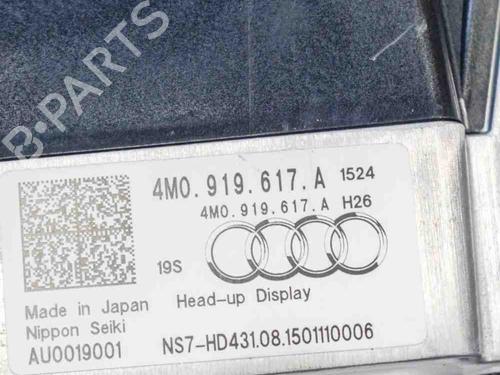 B-PARTS
4M0.919.617.A 1524
4M0.919.617.A H26
19S
Made in Japan
Head-up Display
Nippon Seiki
AU0019001
NS7-HD431.08.1501110006